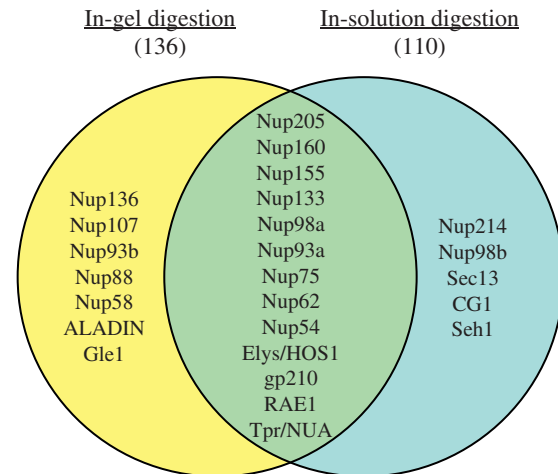 In-gel digestion
(136)
In-solution digestion
(110)
Nup136
Nup107
Nup93b
Nup88
Nup58
ALADIN
Gle1
Nup205
Nup160
Nup155
Nup133
Nup98a
Nup93a
Nup75
Nup62
Nup54
Elys/HOS1
gp210
RAE1
Tpr/NUA
Nup214
Nup98b
Sec13
CG1
Seh1